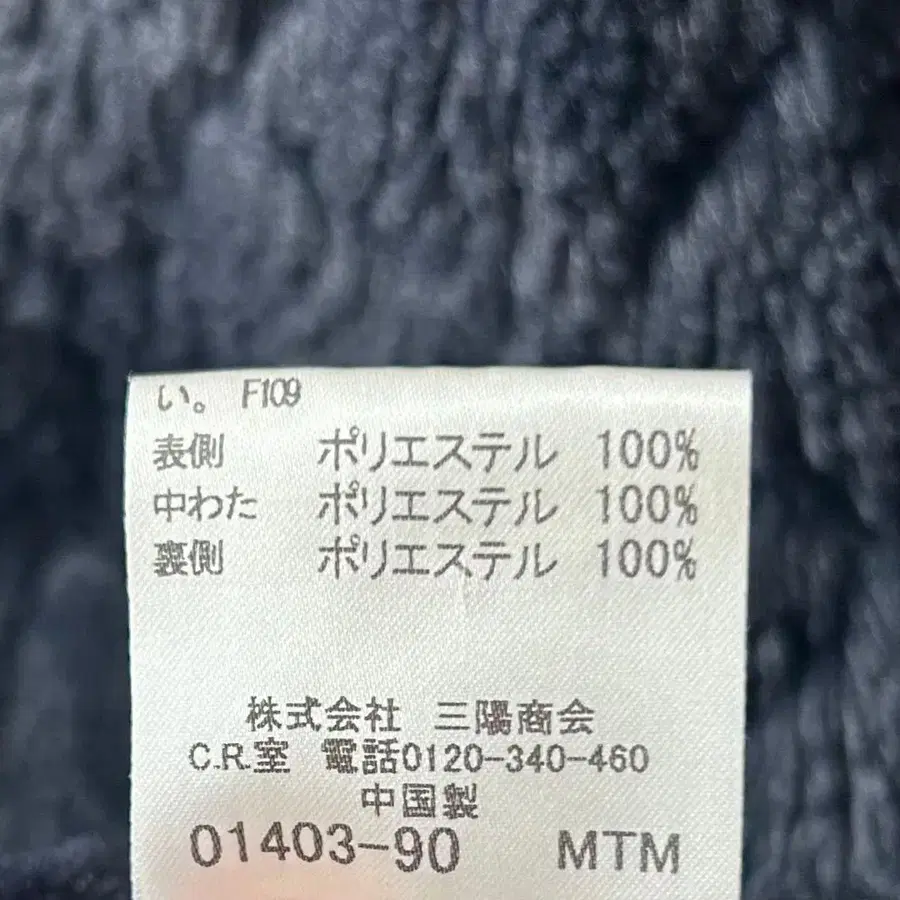 い。 F109
表側 ポリエステル 100%
中わた ポリエステル 100%
裏側 ポリエステル 100%
株式会社 三陽商会
C.R.室 電話0120-340-460
中国製
01403-90 MTM